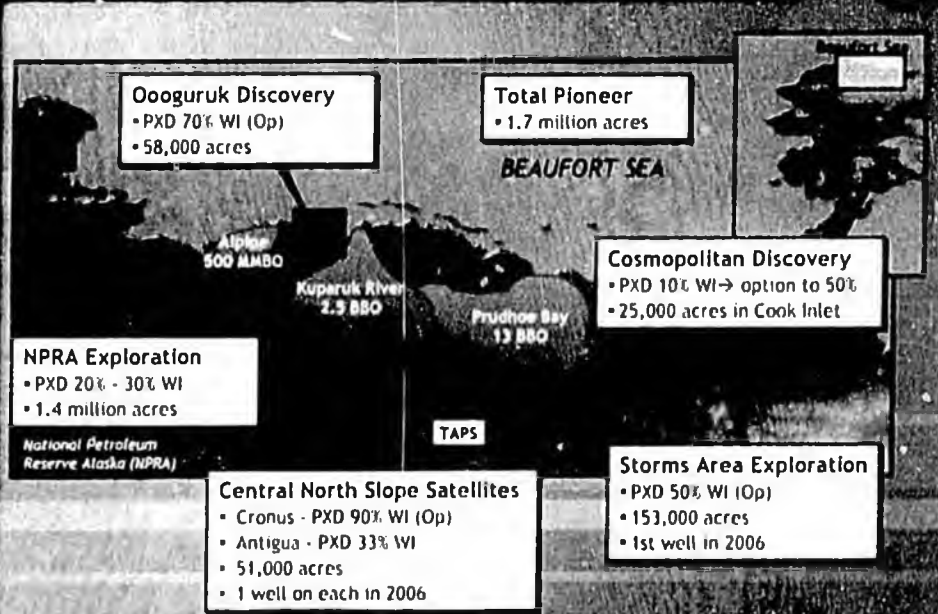 Beaufort Sea
Oooguruk Discovery
• PXD 70% WI (Op)
• 58,000 acres
Total Pioneer
• 1.7 million acres
BEAUFORT SEA
Alpine
500 MMBO
Kuparuk River
2.5 BBO
Prudhoe Bay
13 BBO
Cosmopolitan Discovery
• PXD 10% WI→ option to 50%
• 25,000 acres in Cook Inlet
NPRA Exploration
• PXD 20% - 30% WI
• 1.4 million acres
National Petroleum
Reserve Alaska (NPRA)
TAPS
Central North Slope Satellites
• Cronus - PXD 90% WI (Op)
• Antigua - PXD 33% WI
• 51,000 acres
• 1 well on each in 2006
Storms Area Exploration
• PXD 50% WI (Op)
• 153,000 acres
• 1st well in 2006